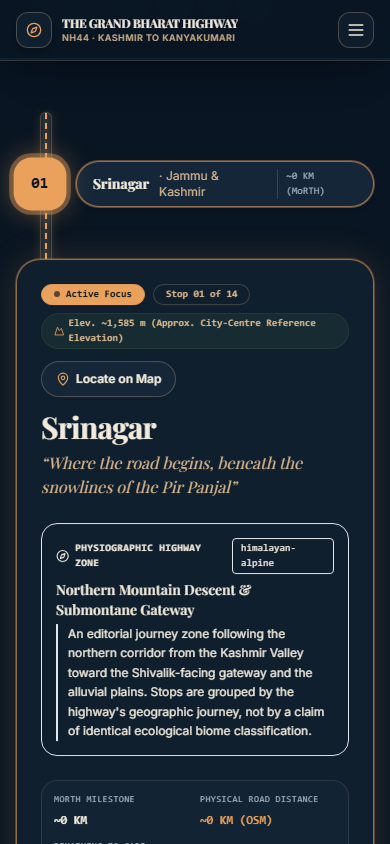 THE GRAND BHARAT HIGHWAY
NH44 · KASHMIR TO KANYAKUMARI
01
Srinagar
· Jammu &
Kashmir
~0 KM
(MoRTH)
Active Focus
Stop 01 of 14
Elev. ~1,585 m (Approx. City-Centre Reference
Elevation)
Locate on Map
Srinagar
“Where the road begins, beneath the
snowlines of the Pir Panjal”
PHYSIOGRAPHIC HIGHWAY
ZONE
himalayan-
alpine
Northern Mountain Descent &
Submontane Gateway
An editorial journey zone following the
northern corridor from the Kashmir Valley
toward the Shivalik-facing gateway and the
alluvial plains. Stops are grouped by the
highway's geographic journey, not by a claim
of identical ecological biome classification.
MORTH MILESTONE
~0 KM
PHYSICAL ROAD DISTANCE
~0 KM (OSM)